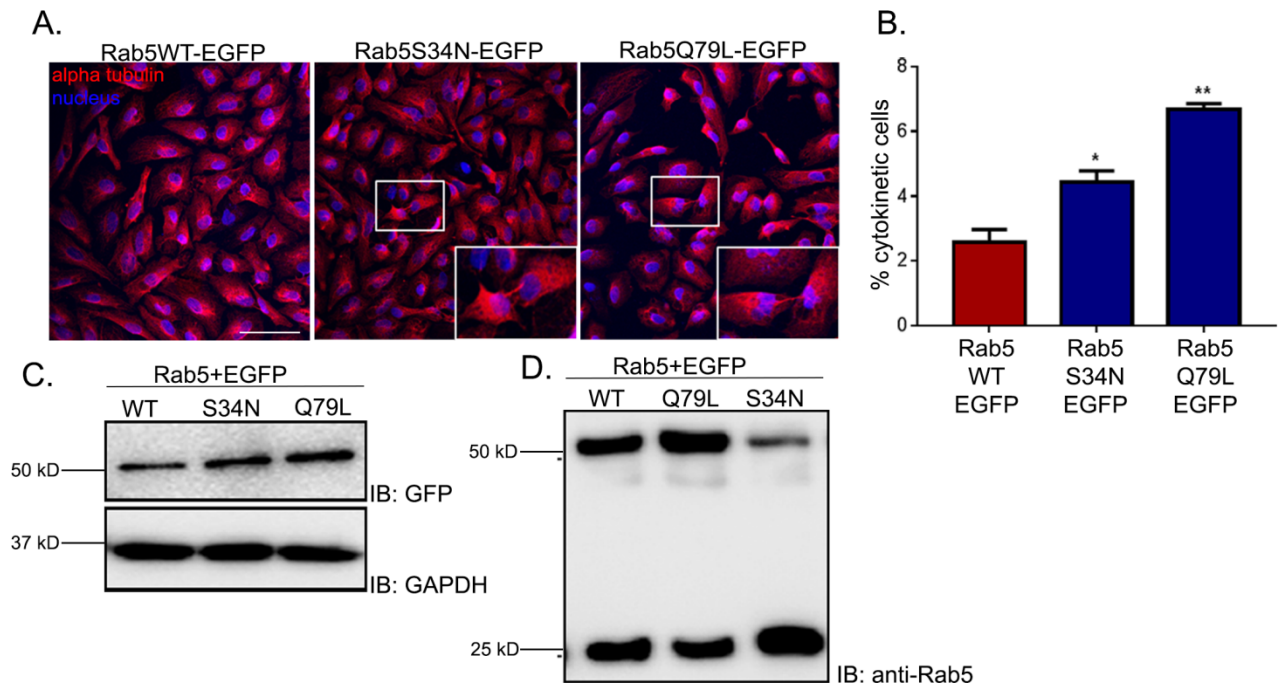 A.
Rab5WT-EGFP
Rab5S34N-EGFP
Rab5Q79L-EGFP
alpha tubulin
nucleus
B.
% cytokinetic cells
8
6
4
2
0
*
**
Rab5
WT
EGFP
Rab5
S34N
EGFP
Rab5
Q79L
EGFP
C.
Rab5+EGFP
WT S34N Q79L
50 kD
IB: GFP
37 kD
IB: GAPDH
D.
Rab5+EGFP
WT Q79L S34N
50 kD
25 kD
IB: anti-Rab5